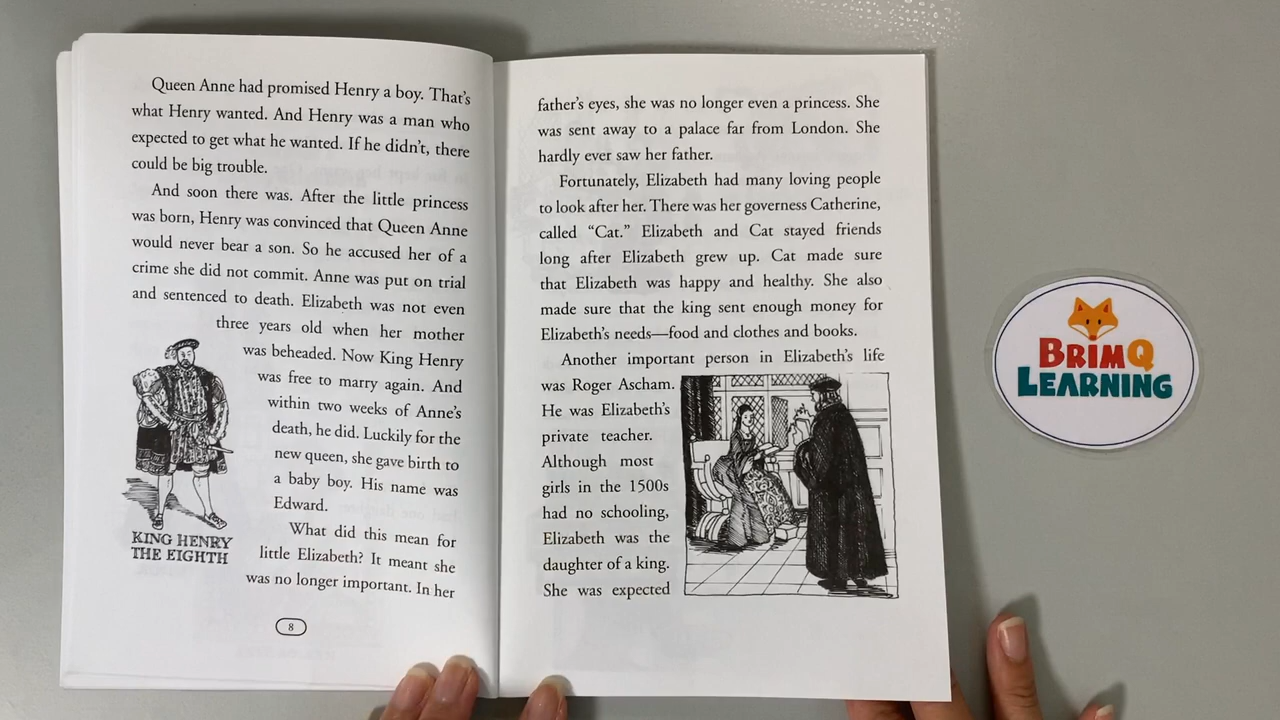 Queen Anne had promised Henry a boy. That's
what Henry wanted. And Henry was a man who
expected to get what he wanted. If he didn't, there
could be big trouble.
And soon there was. After the little princess
was born, Henry was convinced that Queen Anne
would never bear a son. So he accused her of a
crime she did not commit. Anne was put on trial
and sentenced to death. Elizabeth was not even
three years old when her mother
was beheaded. Now King Henry
was free to marry again. And
within two weeks of Anne's
death, he did. Luckily for the
new queen, she gave birth to
a baby boy. His name was
Edward.
What did this mean for
little Elizabeth? It meant she
was no longer important. In her
KING HENRY
THE EIGHTH
8
father's eyes, she was no longer even a princess. She
was sent away to a palace far from London. She
hardly ever saw her father.
Fortunately, Elizabeth had many loving people
to look after her. There was her governess Catherine,
called “Cat.” Elizabeth and Cat stayed friends
long after Elizabeth grew up. Cat made sure
that Elizabeth was happy and healthy. She also
made sure that the king sent enough money for
Elizabeth's needs—food and clothes and books.
Another important person in Elizabeth's life
was Roger Ascham.
He was Elizabeth's
private teacher.
Although most
girls in the 1500s
had no schooling,
Elizabeth was the
daughter of a king.
She was expected
BRIMQ
LEARNING